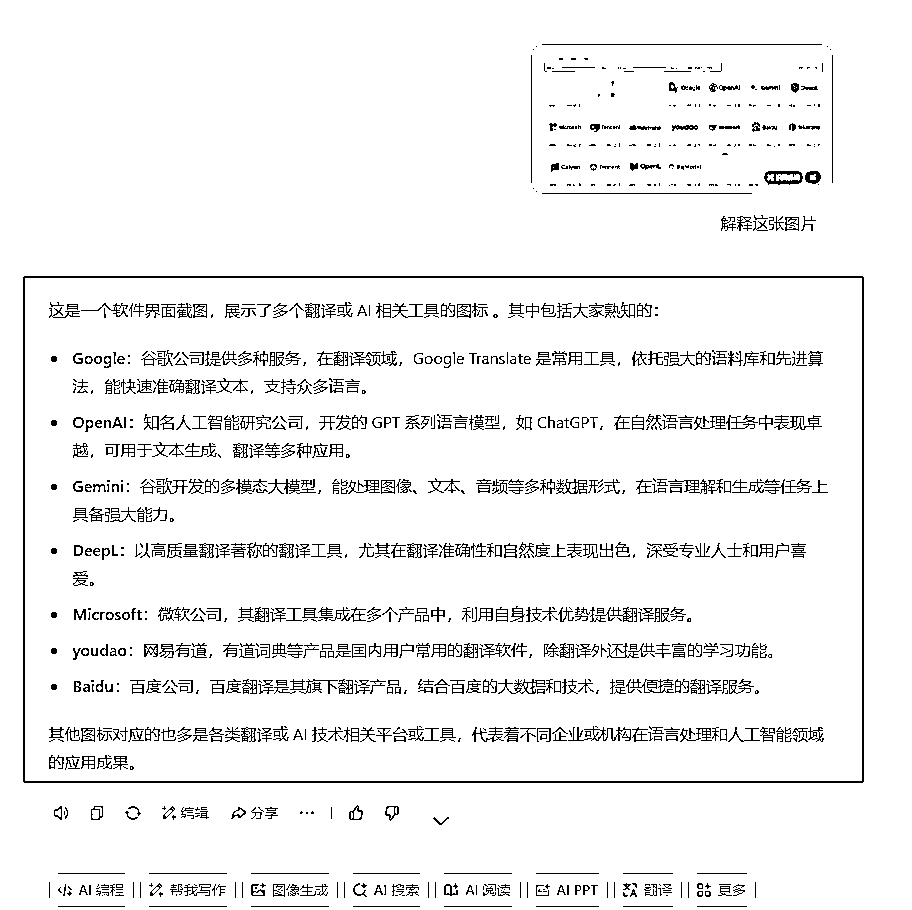 Google OpenAI Gemini DeepL
Microsoft Tencent youdao Baidu
Caiyun Tencent OpenL
解释这张图片
这是一个软件界面截图，展示了多个翻译或 AI 相关工具的图标 。其中包括大家熟知的：
Google：谷歌公司提供多种服务，在翻译领域，Google Translate 是常用工具，依托强大的语料库和先进算
法，能快速准确翻译文本，支持众多语言。
OpenAI：知名人工智能研究公司，开发的 GPT 系列语言模型，如 ChatGPT，在自然语言处理任务中表现卓
越，可用于文本生成、翻译等多种应用。
Gemini：谷歌开发的多模态大模型，能处理图像、文本、音频等多种数据形式，在语言理解和生成等任务上
具备强大能力。
DeepL：以高质量翻译著称的翻译工具，尤其在翻译准确性和自然度上表现出色，深受专业人士和用户喜
爱。
Microsoft：微软公司，其翻译工具集成在多个产品中，利用自身技术优势提供翻译服务。
youdao：网易有道，有道词典等产品是国内用户常用的翻译软件，除翻译外还提供丰富的学习功能。
Baidu：百度公司，百度翻译是其旗下翻译产品，结合百度的大数据和技术，提供便捷的翻译服务。
其他图标对应的也多是各类翻译或 AI 技术相关平台或工具，代表着不同企业或机构在语言处理和人工智能领域
的应用成果。
编辑 分享
AI 编程 帮我写作 图像生成 AI 搜索 AI 阅读 AI PPT 翻译 更多